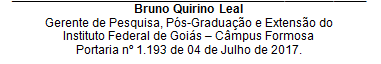 Bruno Quirino Leal
Gerente de Pesquisa, Pós-Graduação e Extensão do
Instituto Federal de Goiás – Câmpus Formosa
Portaria nº 1.193 de 04 de Julho de 2017.